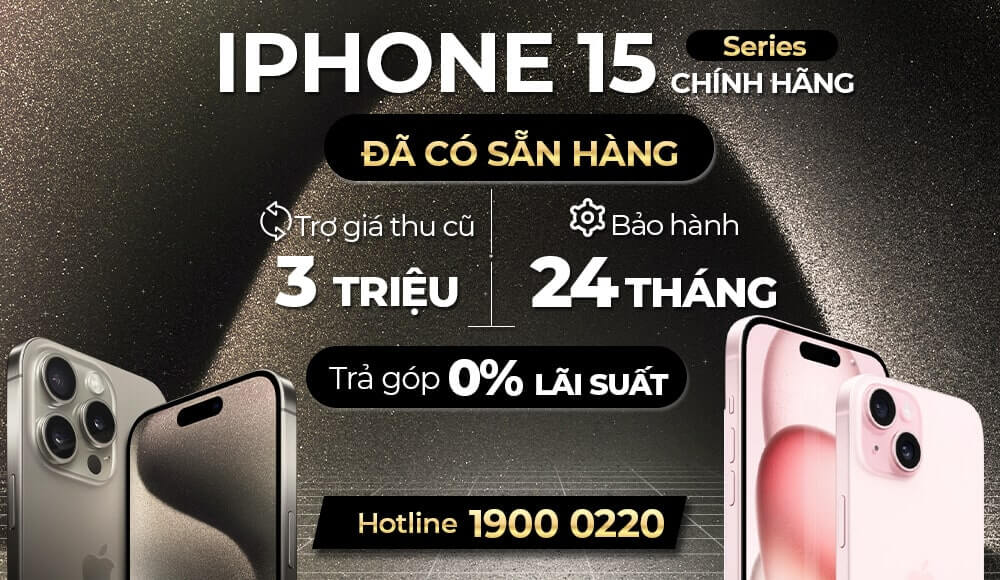 IPHONE 15 Series
CHÍNH HÃNG
ĐÃ CÓ SẴN HÀNG
Trợ giá thu cũ
3 TRIỆU
Bảo hành
24 THÁNG
Trả góp 0% LÃI SUẤT
Hotline 1900 0220